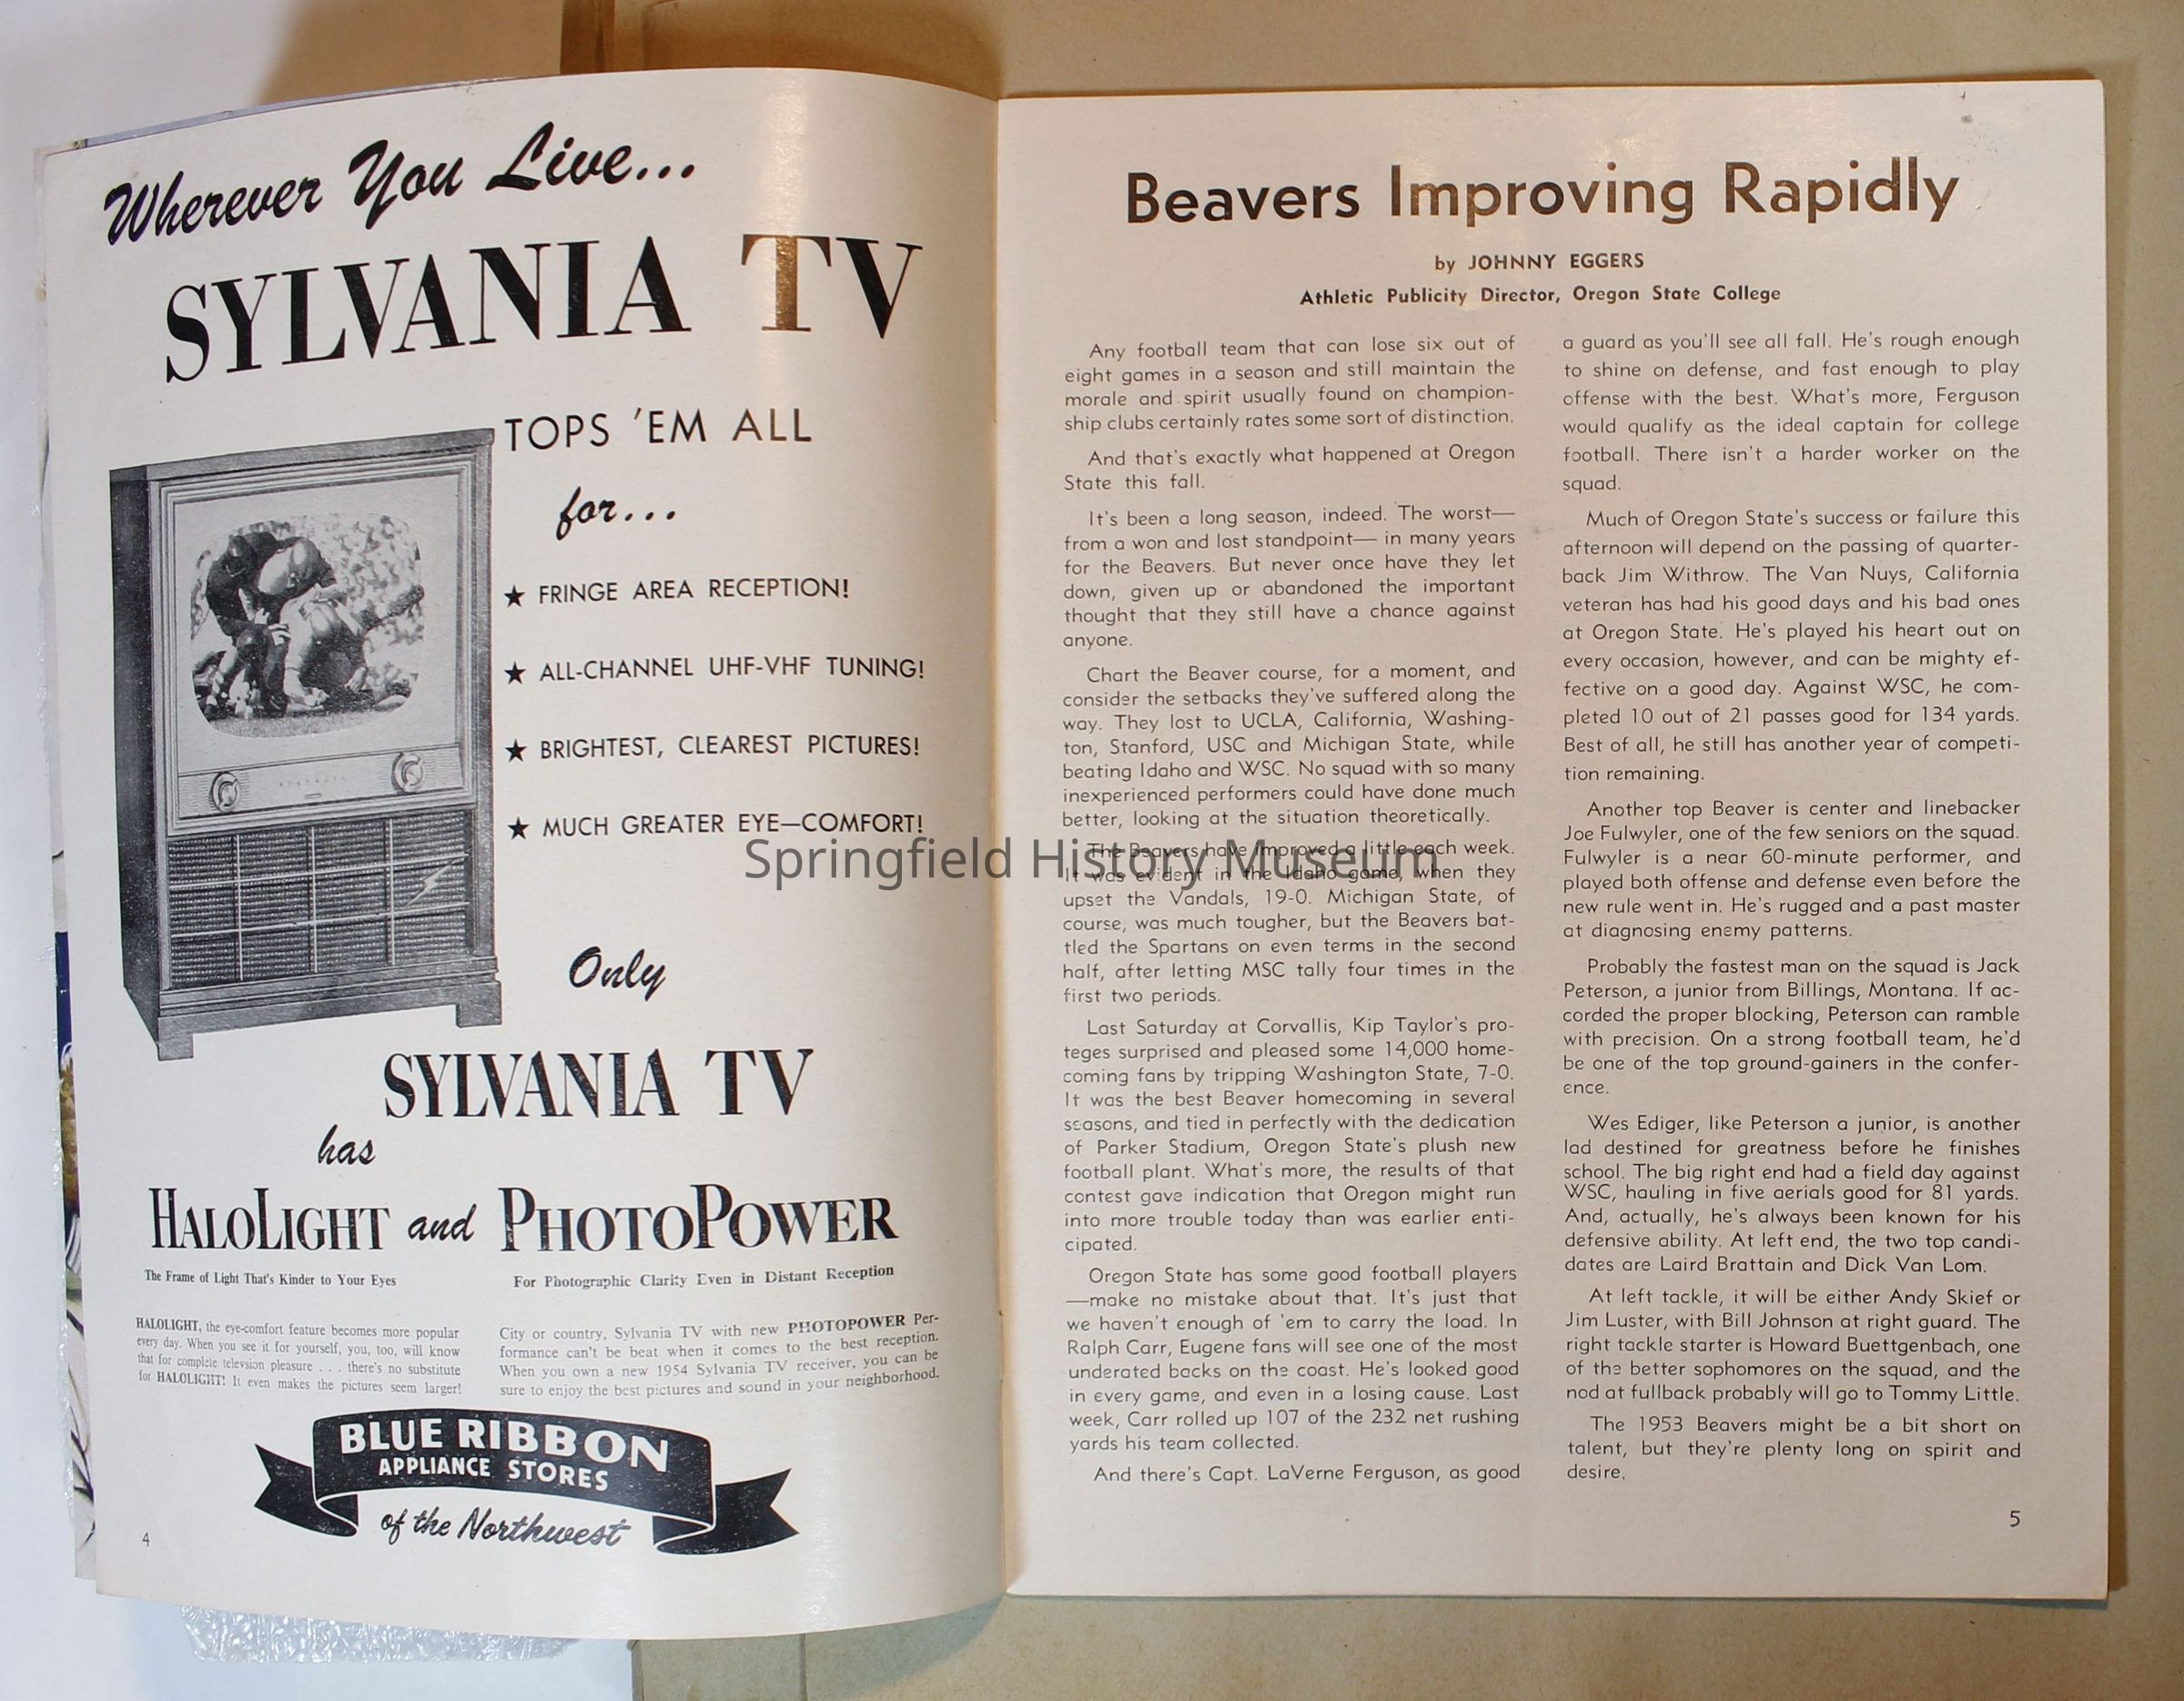 Wherever You Live...
SYLVANIA TV
TOPS 'EM ALL
for...
★ FRINGE AREA RECEPTION!
★ ALL-CHANNEL UHF-VHF TUNING!
★ BRIGHTEST, CLEAREST PICTURES!
★ MUCH GREATER EYE—COMFORT!
Only
SYLVANIA TV
has
HALOLIGHT and PHOTOPOWER
The Frame of Light That's Kinder to Your Eyes
For Photographic Clarity Even in Distant Reception
HALOLIGHT, the eye-comfort feature becomes more popular
every day. When you see it for yourself, you, too, will know
that for complete televsion pleasure . . . there's no substitute
for HALOLIGHT! It even makes the pictures seem larger!
City or country, Sylvania TV with new PHOTOPOWER Per-
formance can't be beat when it comes to the best reception.
When you own a new 1954 Sylvania TV receiver, you can be
sure to enjoy the best pictures and sound in your neighborhood.
BLUE RIBBON
APPLIANCE STORES
of the Northwest
4
Beavers Improving Rapidly
by JOHNNY EGGERS
Athletic Publicity Director, Oregon State College
Any football team that can lose six out of
eight games in a season and still maintain the
morale and spirit usually found on champion-
ship clubs certainly rates some sort of distinction.
And that's exactly what happened at Oregon
State this fall.
It's been a long season, indeed. The worst—
from a won and lost standpoint— in many years
for the Beavers. But never once have they let
down, given up or abandoned the important
thought that they still have a chance against
anyone.
Chart the Beaver course, for a moment, and
consider the setbacks they've suffered along the
way. They lost to UCLA, California, Washing-
ton, Stanford, USC and Michigan State, while
beating Idaho and WSC. No squad with so many
inexperienced performers could have done much
better, looking at the situation theoretically.
The Beavers have improved a little each week.
It was evident in the Idaho game, when they
upset the Vandals, 19-0. Michigan State, of
course, was much tougher, but the Beavers bat-
tled the Spartans on even terms in the second
half, after letting MSC tally four times in the
first two periods.
Last Saturday at Corvallis, Kip Taylor's pro-
teges surprised and pleased some 14,000 home-
coming fans by tripping Washington State, 7-0.
It was the best Beaver homecoming in several
seasons, and tied in perfectly with the dedication
of Parker Stadium, Oregon State's plush new
football plant. What's more, the results of that
contest gave indication that Oregon might run
into more trouble today than was earlier enti-
cipated.
Oregon State has some good football players
—make no mistake about that. It's just that
we haven't enough of 'em to carry the load. In
Ralph Carr, Eugene fans will see one of the most
underated backs on the coast. He's looked good
in every game, and even in a losing cause. Last
week, Carr rolled up 107 of the 232 net rushing
yards his team collected.
And there's Capt. LaVerne Ferguson, as good
a guard as you'll see all fall. He's rough enough
to shine on defense, and fast enough to play
offense with the best. What's more, Ferguson
would qualify as the ideal captain for college
football. There isn't a harder worker on the
squad.
Much of Oregon State's success or failure this
afternoon will depend on the passing of quarter-
back Jim Withrow. The Van Nuys, California
veteran has had his good days and his bad ones
at Oregon State. He's played his heart out on
every occasion, however, and can be mighty ef-
fective on a good day. Against WSC, he com-
pleted 10 out of 21 passes good for 134 yards.
Best of all, he still has another year of competi-
tion remaining.
Another top Beaver is center and linebacker
Joe Fulwyler, one of the few seniors on the squad.
Fulwyler is a near 60-minute performer, and
played both offense and defense even before the
new rule went in. He's rugged and a past master
at diagnosing enemy patterns.
Probably the fastest man on the squad is Jack
Peterson, a junior from Billings, Montana. If ac-
corded the proper blocking, Peterson can ramble
with precision. On a strong football team, he'd
be one of the top ground-gainers in the confer-
ence.
Wes Ediger, like Peterson a junior, is another
lad destined for greatness before he finishes
school. The big right end had a field day against
WSC, hauling in five aerials good for 81 yards.
And, actually, he's always been known for his
defensive ability. At left end, the two top candi-
dates are Laird Brattain and Dick Van Lom.
At left tackle, it will be either Andy Skief or
Jim Luster, with Bill Johnson at right guard. The
right tackle starter is Howard Buettgenbach, one
of the better sophomores on the squad, and the
nod at fullback probably will go to Tommy Little.
The 1953 Beavers might be a bit short on
talent, but they're plenty long on spirit and
desire.
5
Springfield History Museum